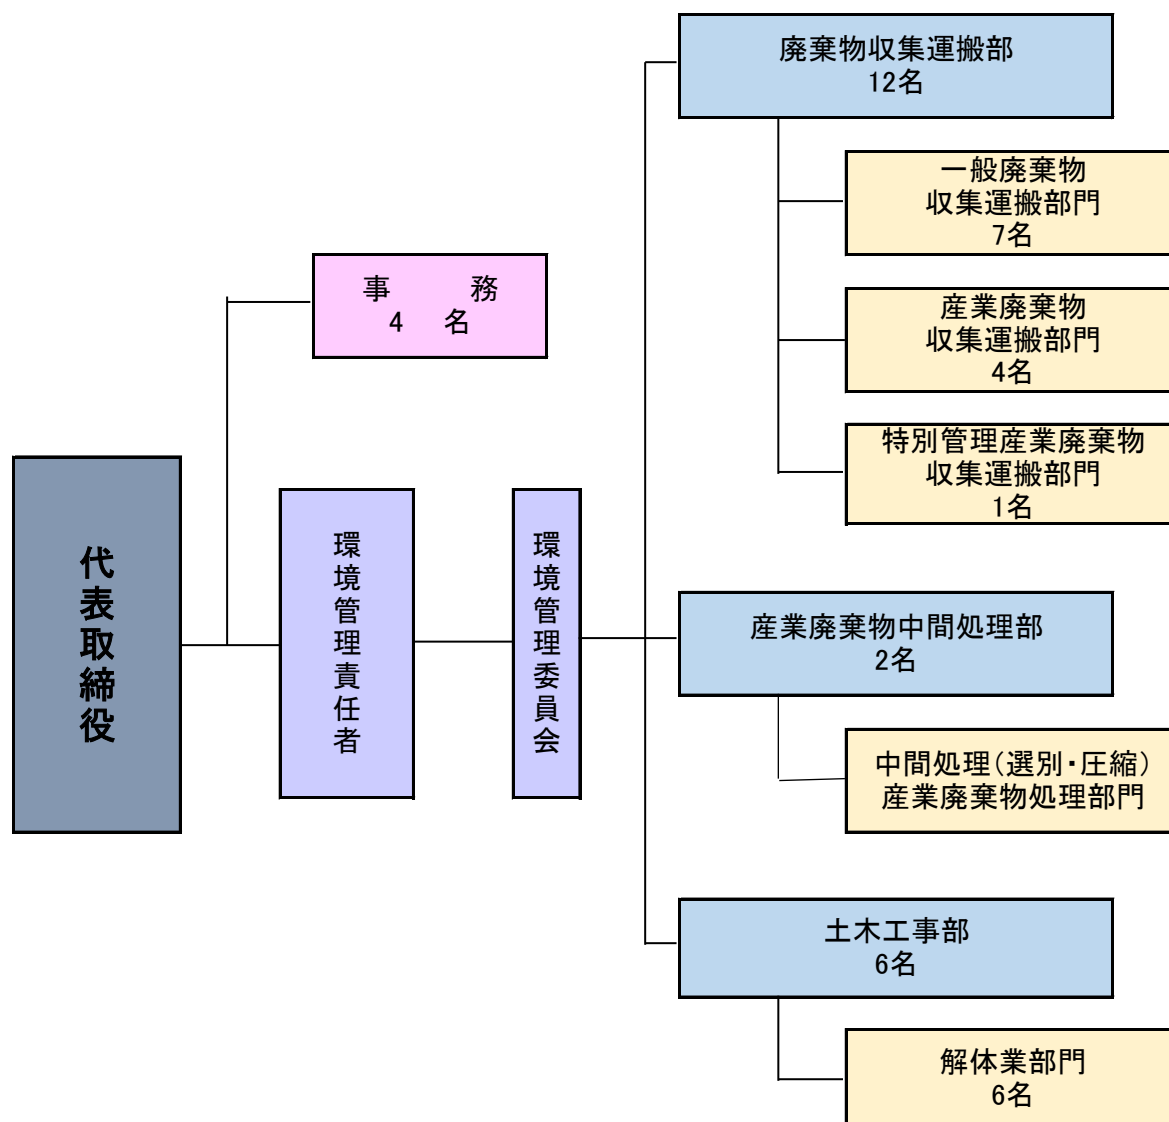 廃棄物収集運搬部
12名
一般廃棄物
収集運搬部門
7名
事　　　務
4　名
産業廃棄物
収集運搬部門
4名
特別管理産業廃棄物
収集運搬部門
1名
代表取締役
環境管理責任者
環境管理委員会
産業廃棄物中間処理部
2名
中間処理（選別・圧縮）
産業廃棄物処理部門
土木工事部
6名
解体業部門
6名